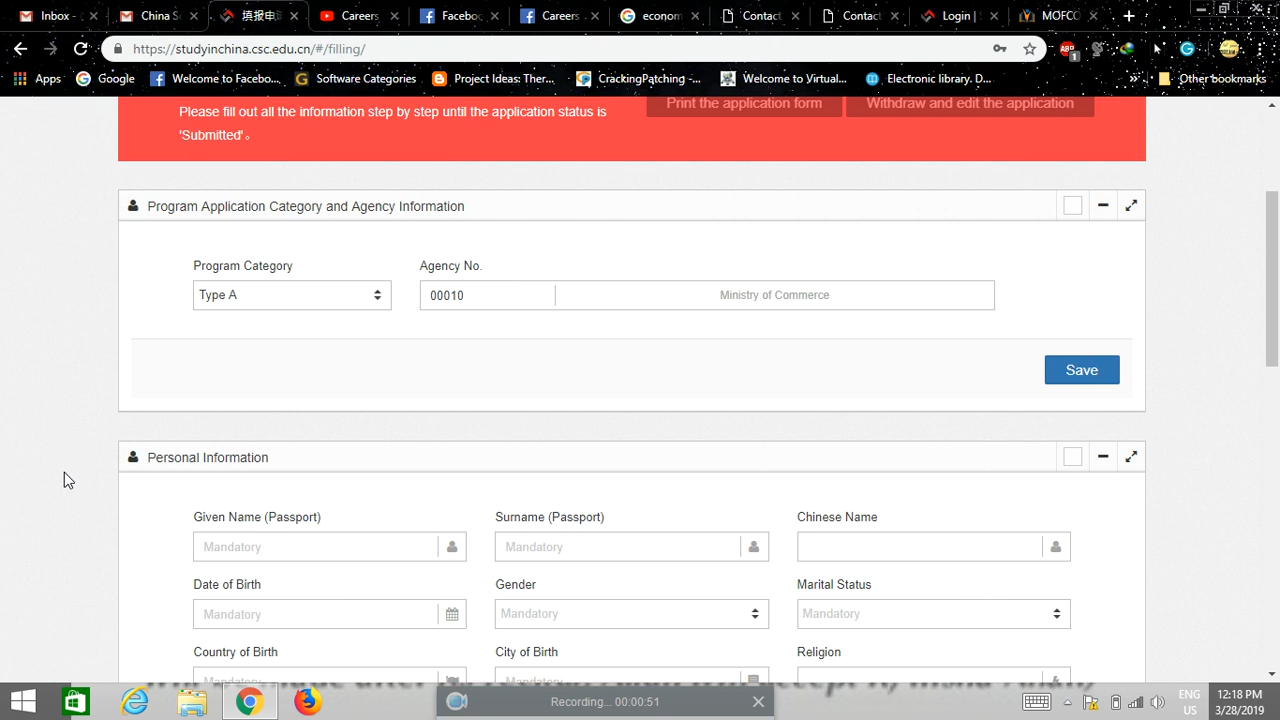 Inbox -
China S
填报申
Careers
Facebo
Careers
econom
Contact
Contact
Login |
MOFCO
https://studyinchina.csc.edu.cn/#/filling/
Apps
Google
Welcome to Facebo...
Software Categories
Project Ideas: Ther...
CrackingPatching -...
Welcome to Virtual...
Electronic library. D...
Other bookmarks
Please fill out all the information step by step until the application status is
'Submitted'。
Print the application form
Withdraw and edit the application
Program Application Category and Agency Information
Program Category
Agency No.
Type A
00010
Ministry of Commerce
Save
Personal Information
Given Name (Passport)
Surname (Passport)
Chinese Name
Mandatory
Mandatory
Date of Birth
Gender
Marital Status
Mandatory
Mandatory
Mandatory
Country of Birth
City of Birth
Religion
Mandatory
Mandatory
Recording... 00:00:51
ENG
US
12:18 PM
3/28/2019